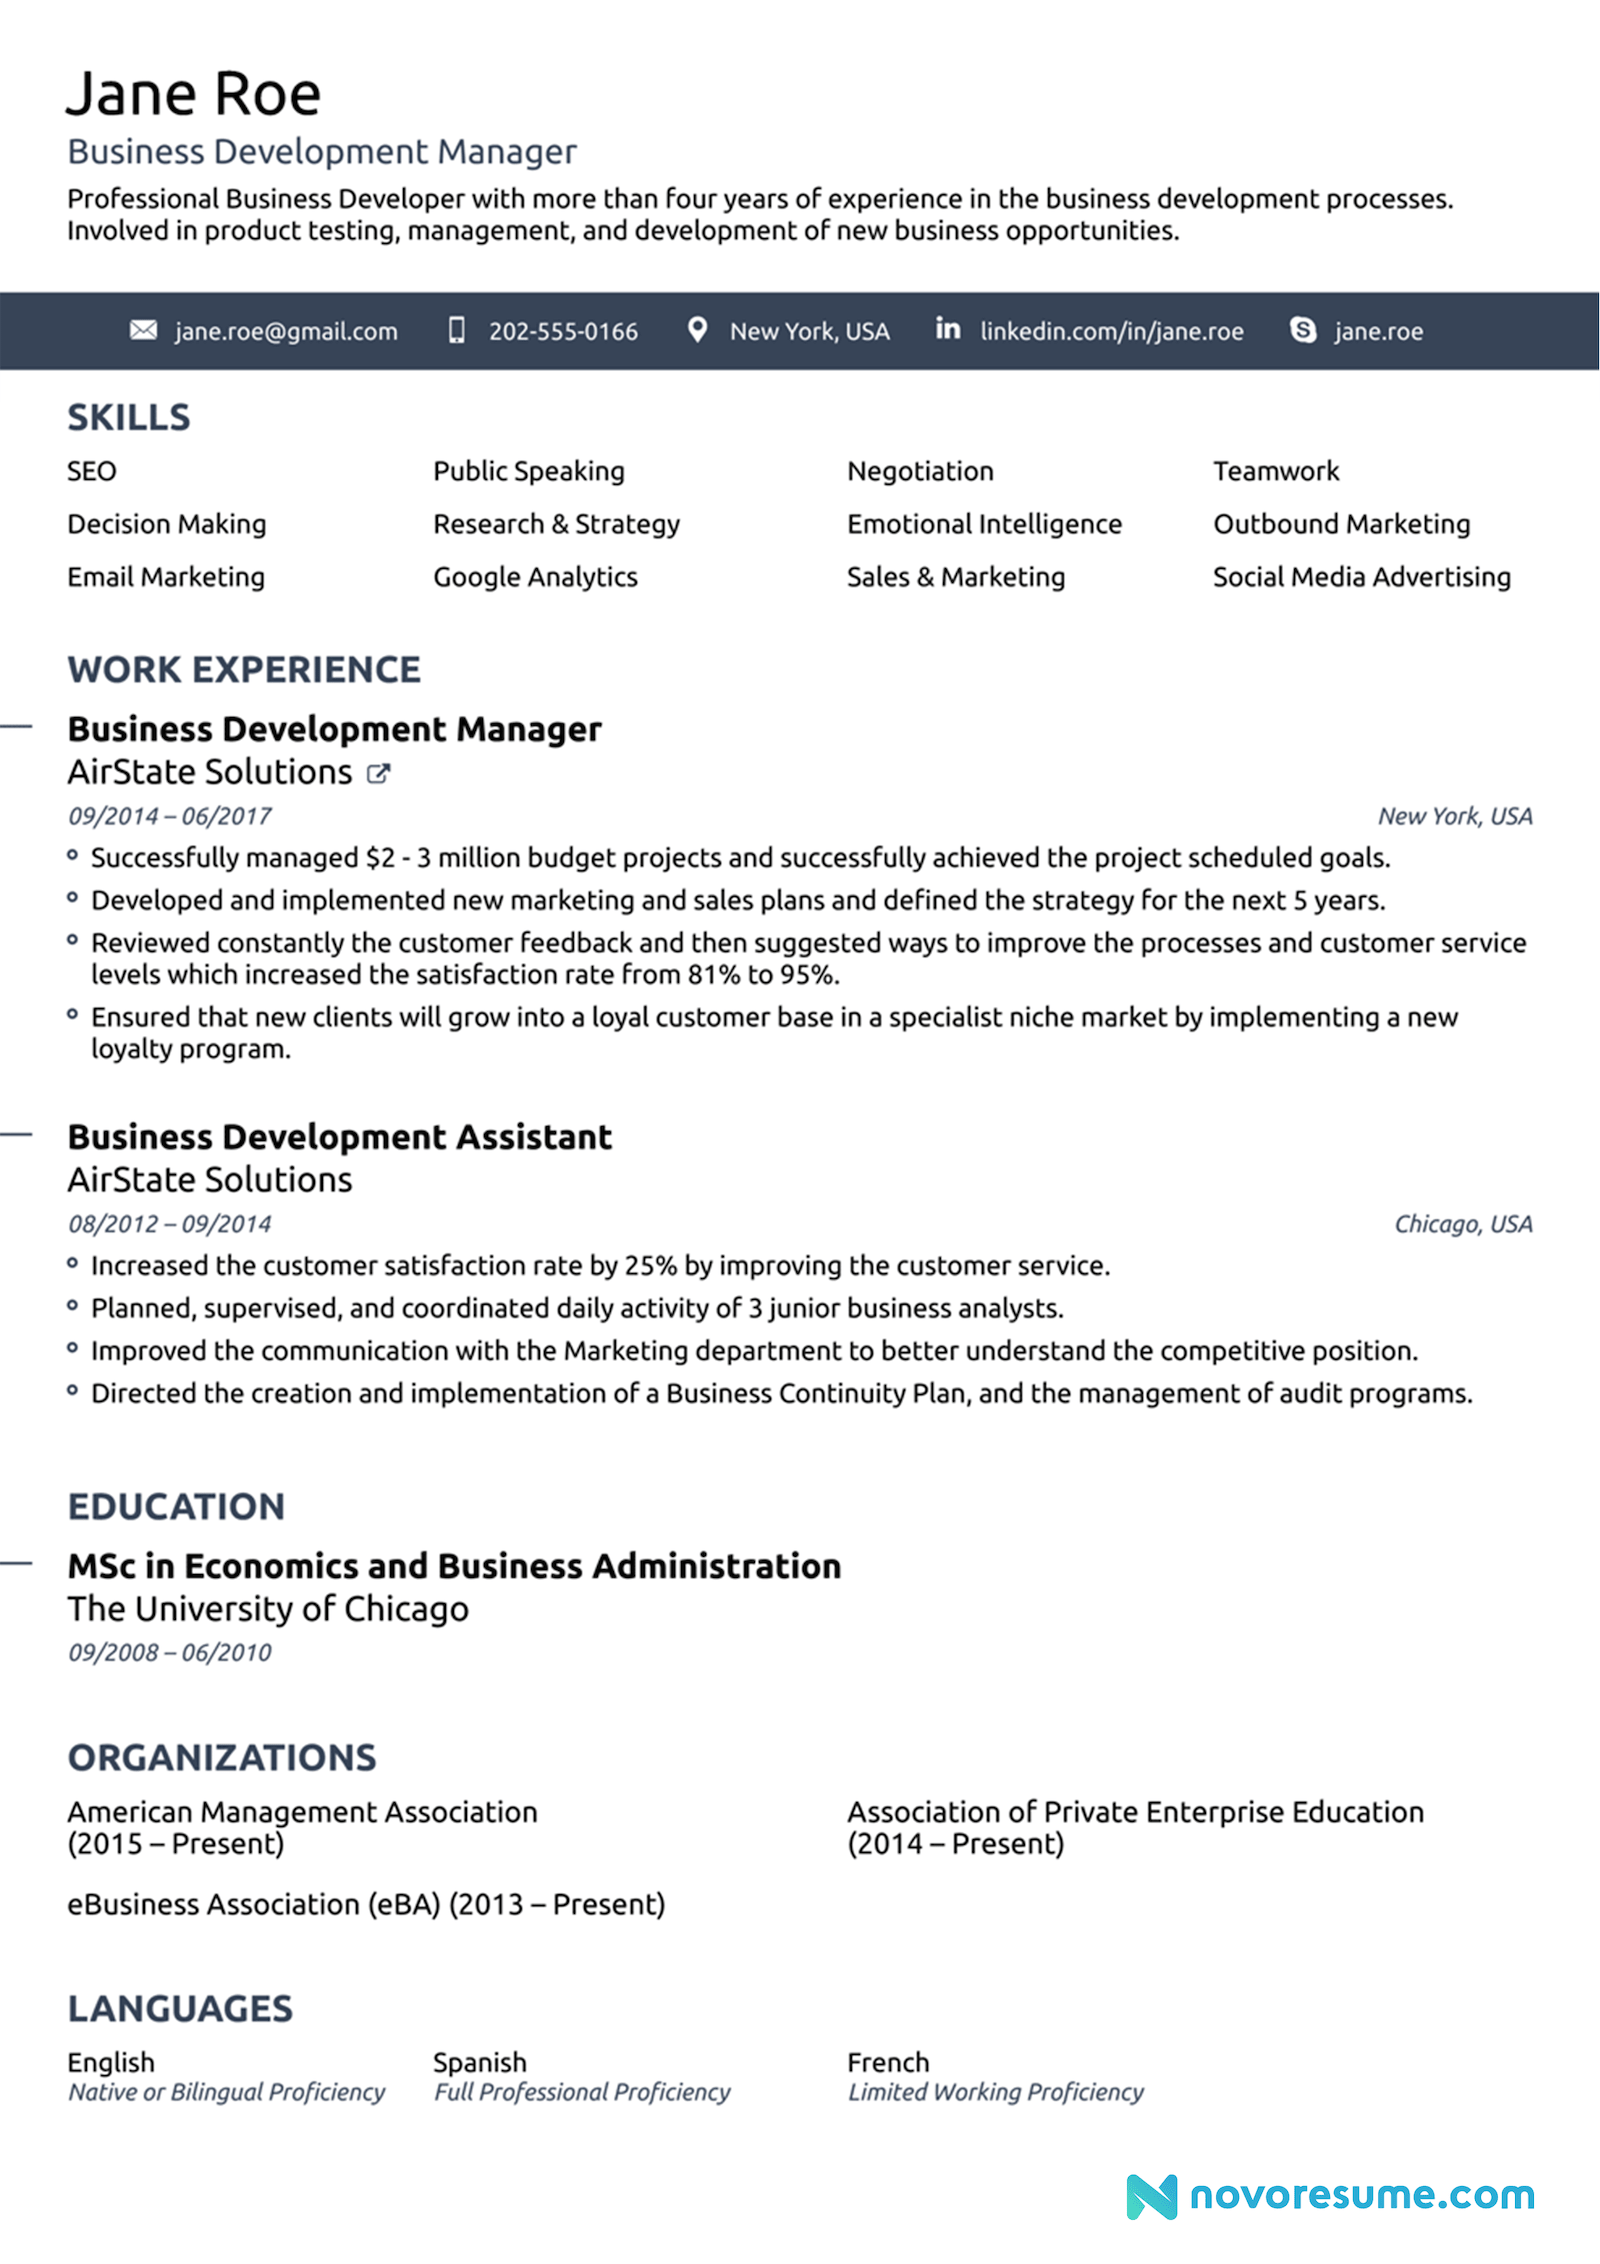 Jane Roe
Business Development Manager
Professional Business Developer with more than four years of experience in the business development processes.
Involved in product testing, management, and development of new business opportunities.
jane.roe@gmail.com 202-555-0166 New York, USA linkedin.com/in/jane.roe jane.roe
SKILLS
SEO Public Speaking Negotiation Teamwork
Decision Making Research & Strategy Emotional Intelligence Outbound Marketing
Email Marketing Google Analytics Sales & Marketing Social Media Advertising
WORK EXPERIENCE
Business Development Manager
AirState Solutions
09/2014 – 06/2017 New York, USA
Successfully managed $2 - 3 million budget projects and successfully achieved the project scheduled goals.
Developed and implemented new marketing and sales plans and defined the strategy for the next 5 years.
Reviewed constantly the customer feedback and then suggested ways to improve the processes and customer service
levels which increased the satisfaction rate from 81% to 95%.
Ensured that new clients will grow into a loyal customer base in a specialist niche market by implementing a new
loyalty program.
Business Development Assistant
AirState Solutions
08/2012 – 09/2014 Chicago, USA
Increased the customer satisfaction rate by 25% by improving the customer service.
Planned, supervised, and coordinated daily activity of 3 junior business analysts.
Improved the communication with the Marketing department to better understand the competitive position.
Directed the creation and implementation of a Business Continuity Plan, and the management of audit programs.
EDUCATION
MSc in Economics and Business Administration
The University of Chicago
09/2008 – 06/2010
ORGANIZATIONS
American Management Association
(2015 – Present)
Association of Private Enterprise Education
(2014 – Present)
eBusiness Association (eBA) (2013 – Present)
LANGUAGES
English Spanish French
Native or Bilingual Proficiency Full Professional Proficiency Limited Working Proficiency
novoresume.com